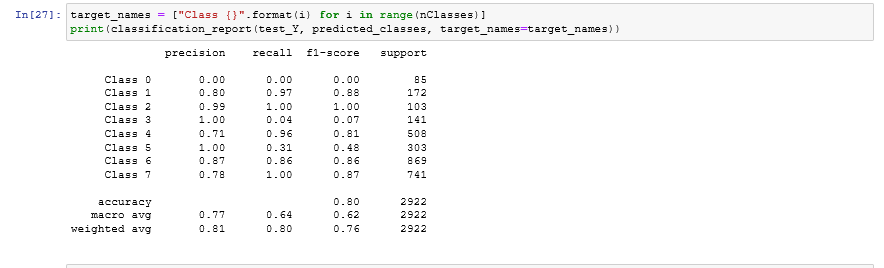 In[27]: target_names = ["Class {}".format(i) for i in range(nClasses)]
print(classification_report(test_Y, predicted_classes, target_names=target_names))
precision recall f1-score support
Class 0 0.00 0.00 0.00 85
Class 1 0.80 0.97 0.88 172
Class 2 0.99 1.00 1.00 103
Class 3 1.00 0.04 0.07 141
Class 4 0.71 0.96 0.81 508
Class 5 1.00 0.31 0.48 303
Class 6 0.87 0.86 0.86 869
Class 7 0.78 1.00 0.87 741
accuracy 0.80 2922
macro avg 0.77 0.64 0.62 2922
weighted avg 0.81 0.80 0.76 2922